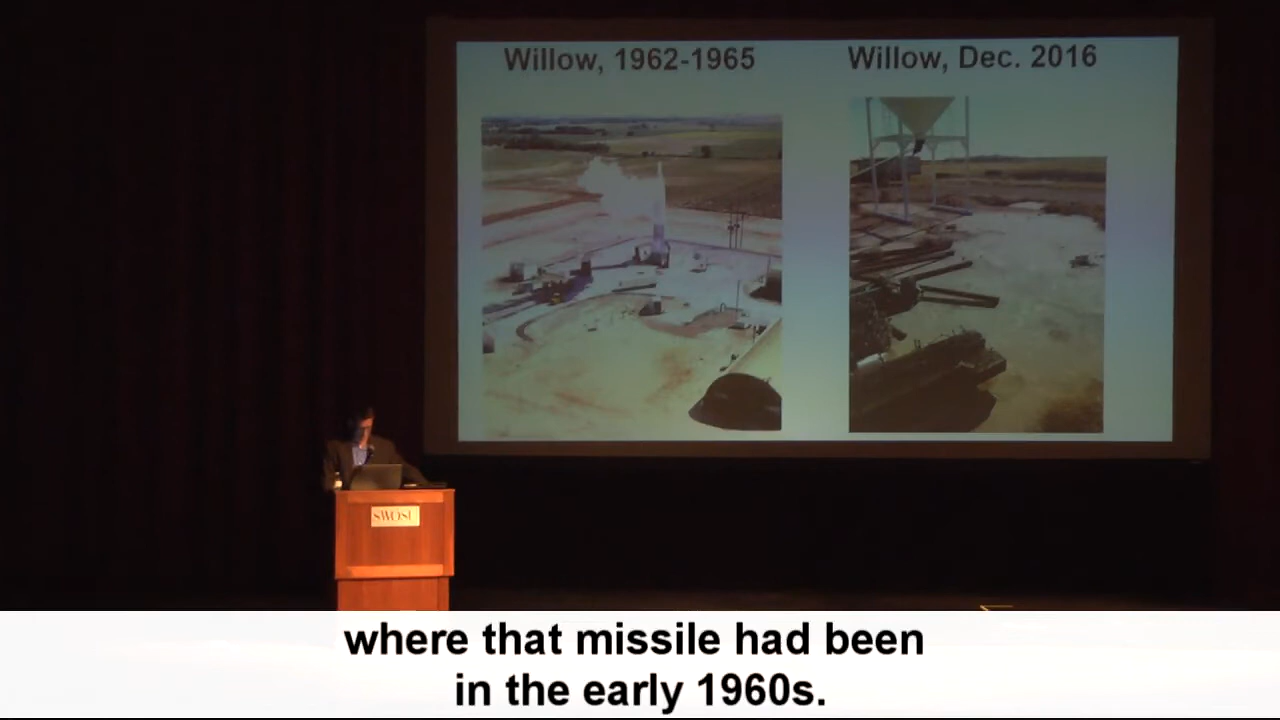 Willow, 1962-1965
Willow, Dec. 2016
SWOSU
where that missile had been
in the early 1960s.